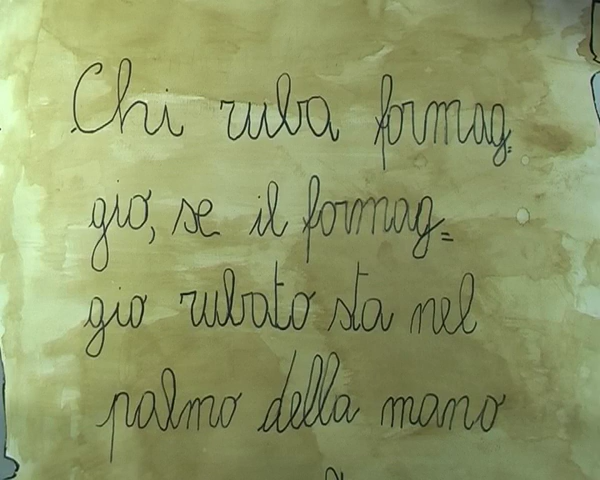 Chi ruba formag=
gio, se il formag=
gio rubato sta nel
palmo della mano